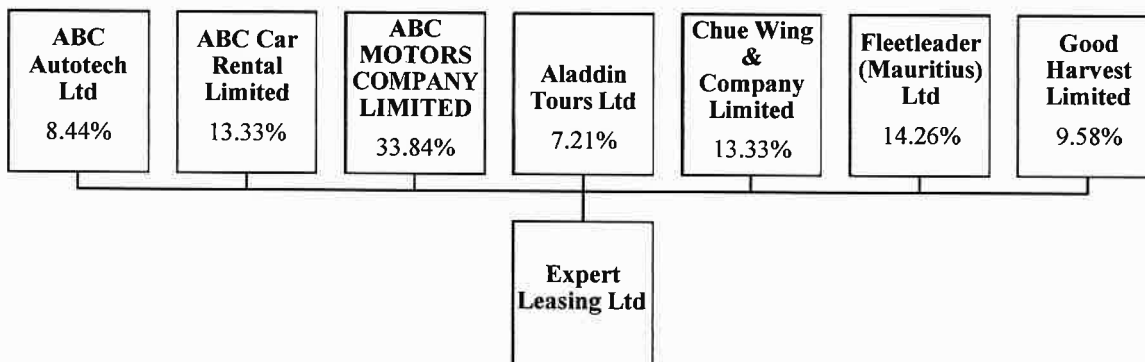 ABC
Autotech
Ltd
8.44%
ABC Car
Rental
Limited
13.33%
ABC
MOTORS
COMPANY
LIMITED
33.84%
Aladdin
Tours Ltd
7.21%
Chue Wing
&
Company
Limited
13.33%
Fleetleader
(Mauritius)
Ltd
14.26%
Good
Harvest
Limited
9.58%
Expert
Leasing Ltd